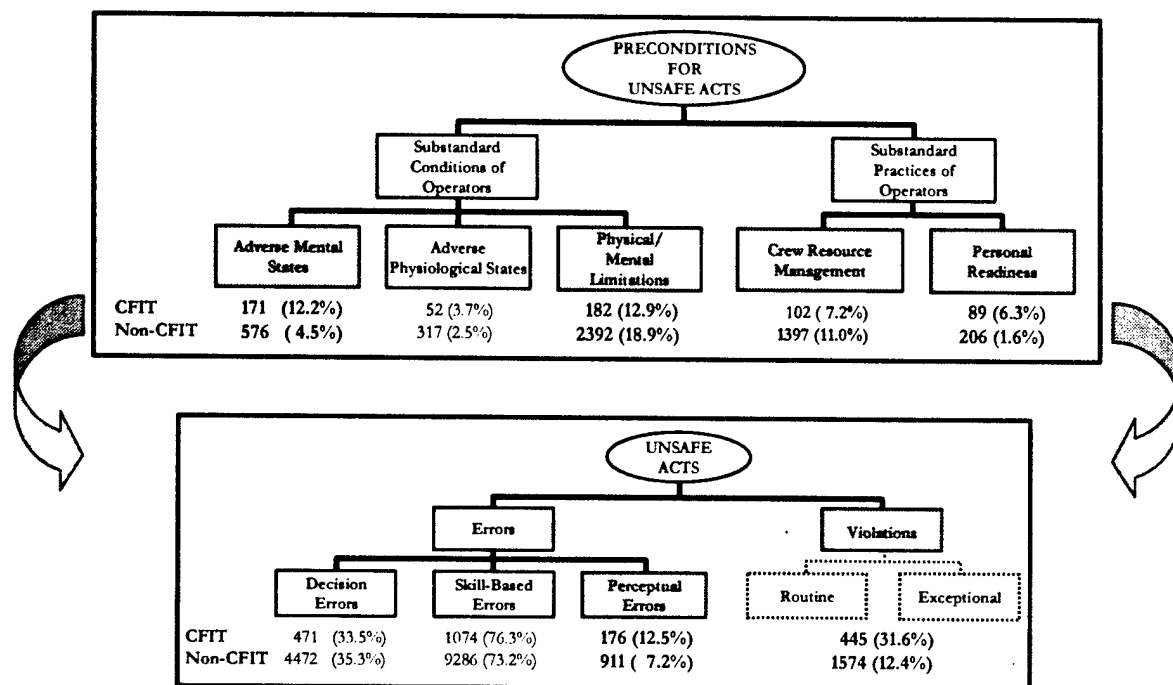 PRECONDITIONS
FOR
UNSAFE ACTS
Substandard
Conditions of
Operators
Substandard
Practices of
Operators
Adverse Mental
States
Adverse
Physiological States
Physical/
Mental
Limitations
Crew Resource
Management
Personal
Readiness
CFIT 171 (12.2%) 52 (3.7%) 182 (12.9%) 102 ( 7.2%) 89 (6.3%)
Non-CFIT 576 ( 4.5%) 317 (2.5%) 2392 (18.9%) 1397 (11.0%) 206 (1.6%)
UNSAFE
ACTS
Errors
Violations
Decision
Errors
Skill-Based
Errors
Perceptual
Errors
Routine
Exceptional
CFIT 471 (33.5%) 1074 (76.3%) 176 (12.5%) 445 (31.6%)
Non-CFIT 4472 (35.3%) 9286 (73.2%) 911 ( 7.2%) 1574 (12.4%)